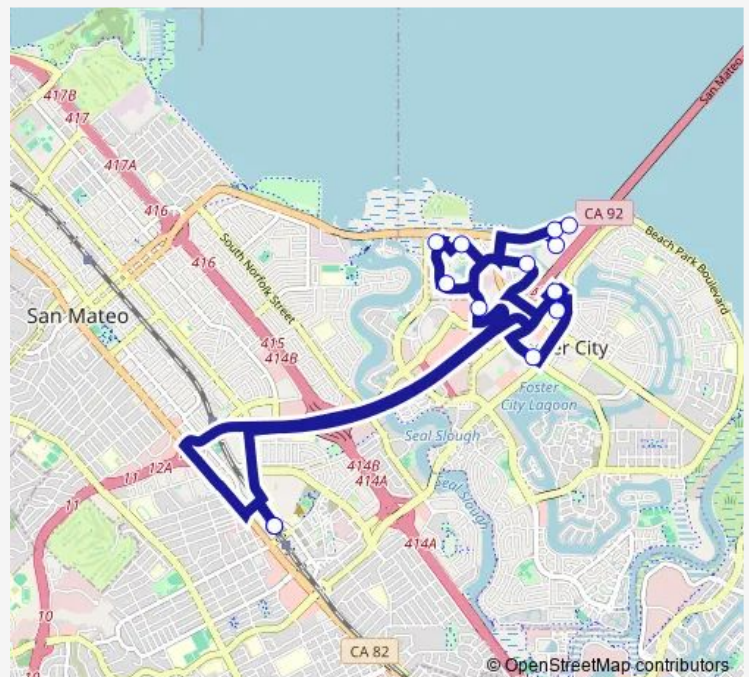 417B
417
417A
San Mateo
416
CA 92
416
South Norfolk Street
Beach Park Boulevard
San Mateo
415
414B
er City
Foster
City Lagoon
Seal Slough
12A
11
414B
414A
11
Seal Slough
414A
10
CA 82
10
© OpenStreetMap contributors